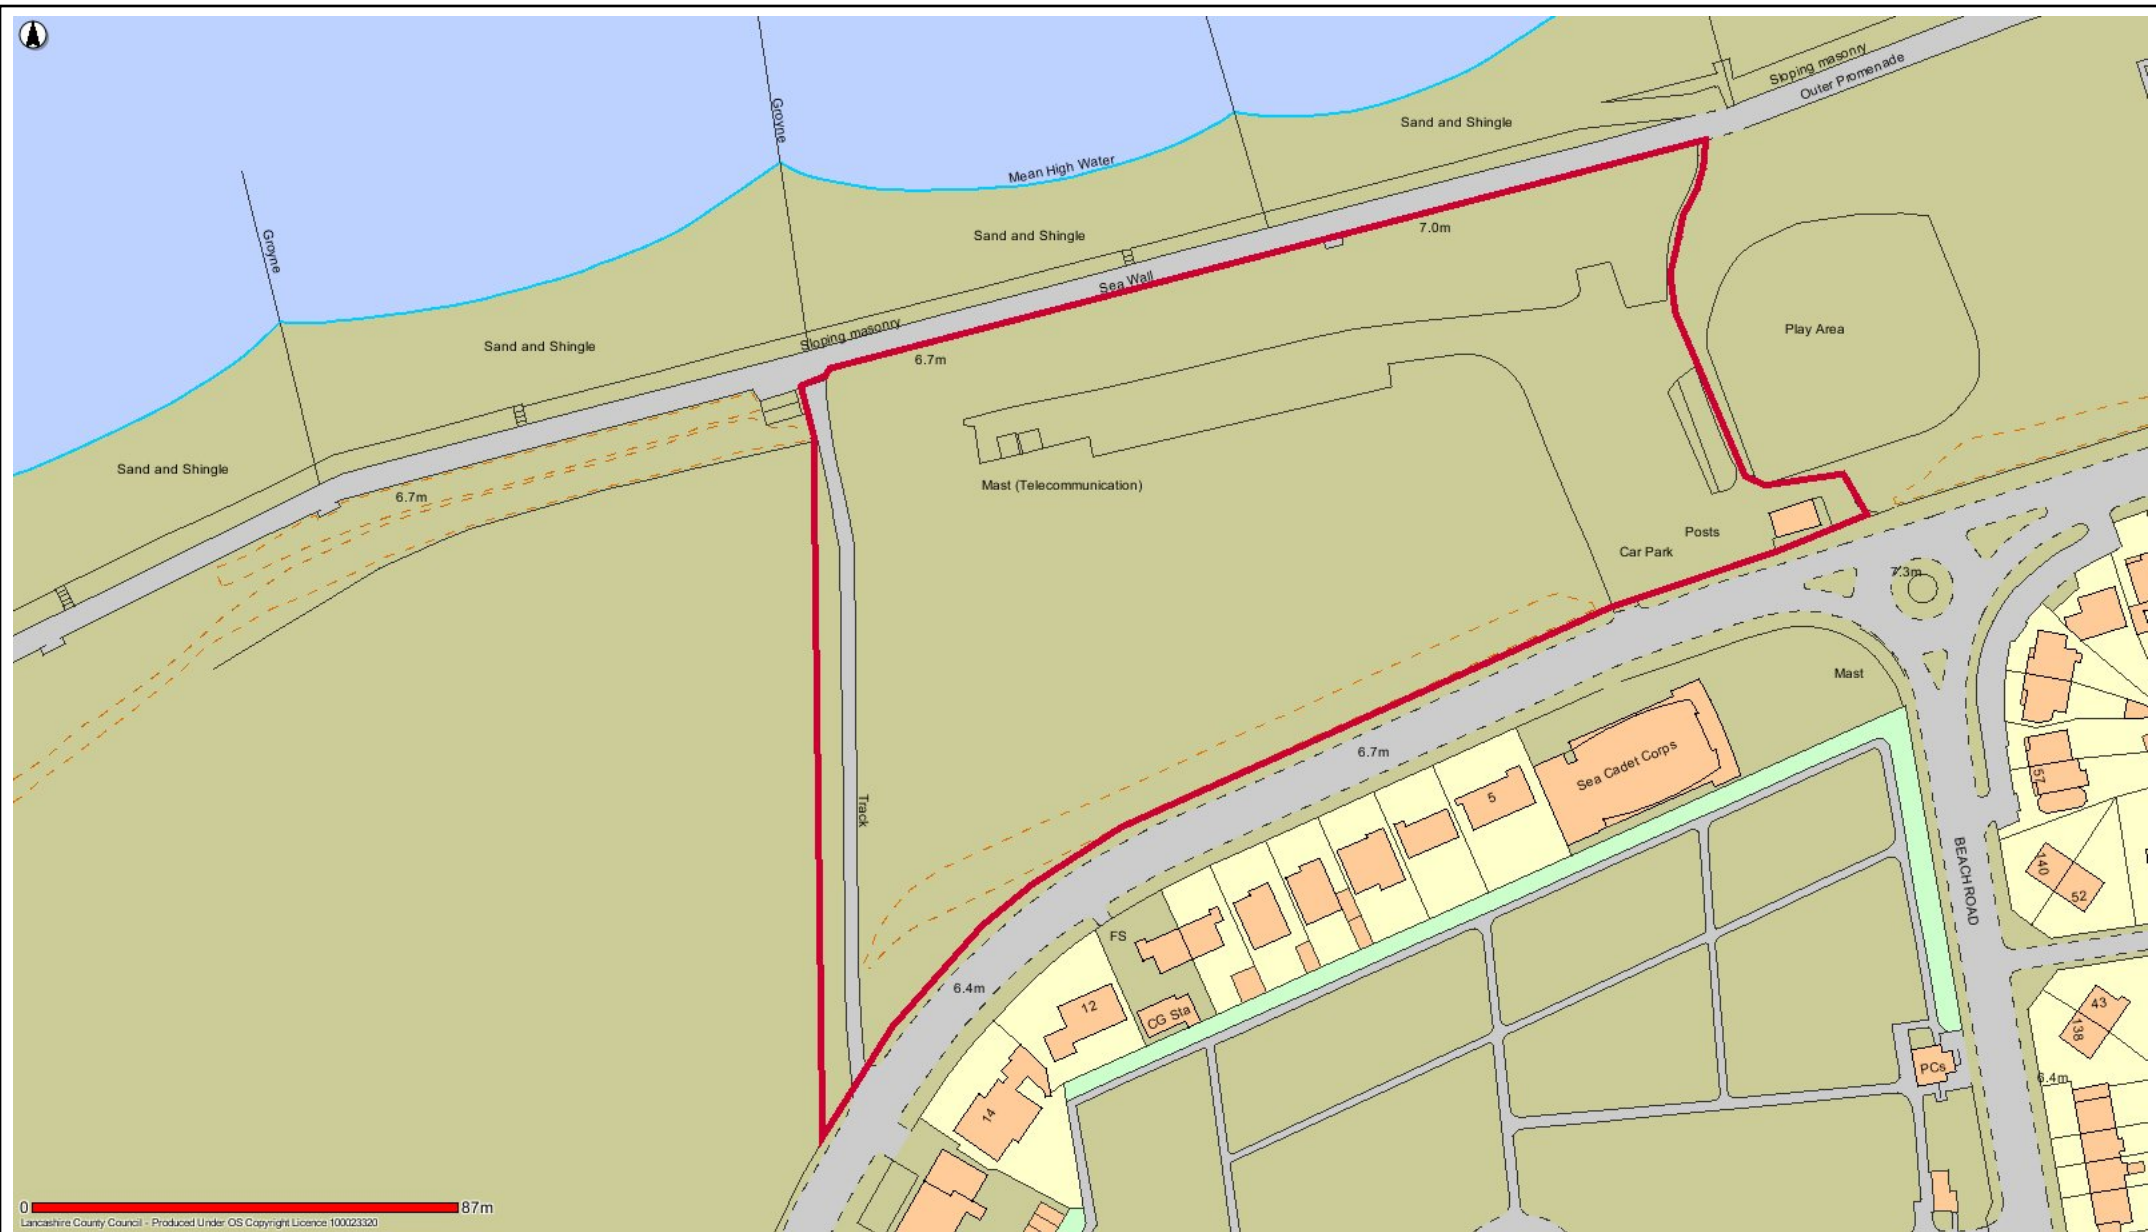 Sloping masonry
Outer Promenade
Groyne
Sand and Shingle
Mean High Water
7.0m
Sand and Shingle
Groyne
Sea Wall
Sloping masonry
Play Area
Sand and Shingle
6.7m
Sand and Shingle
6.7m
Mast (Telecommunication)
Posts
Car Park
7.3m
Mast
6.7m
Sea Cadet Corps
57
5
Track
BEACH ROAD
140
52
FS
6.4m
12
CG Sta
43
138
14
PCs
6.4m
0
87m
Lancashire County Council - Produced Under OS Copyright Licence 100023320